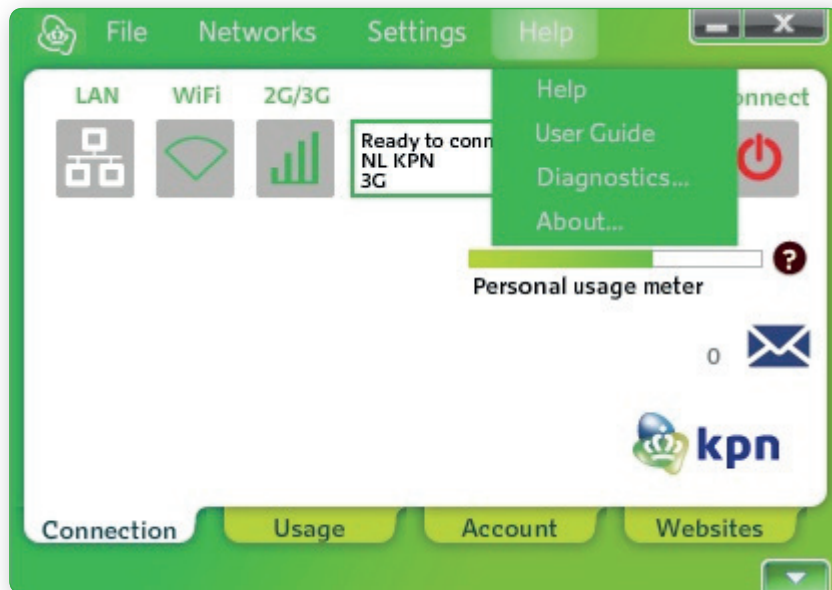 File Networks Settings Help
LAN WiFi 2G/3G
Help
User Guide
Diagnostics...
About...
Ready to conn
NL KPN
3G
onnect
?
Personal usage meter
0
kpn
Connection Usage Account Websites